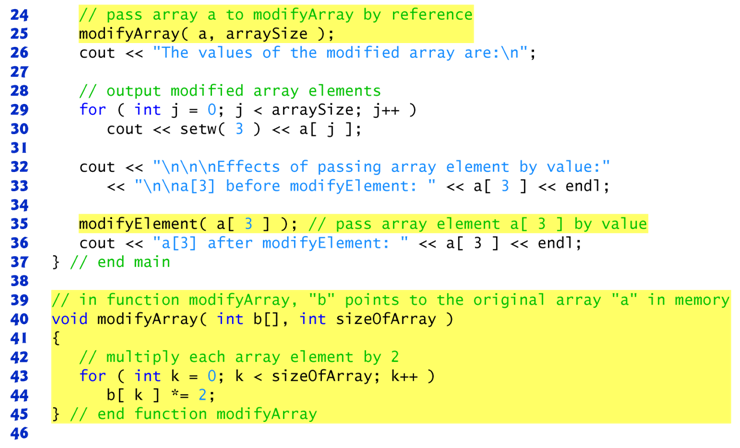 24 // pass array a to modifyArray by reference
25 modifyArray( a, arraySize );
26 cout << "The values of the modified array are:\n";
27
28 // output modified array elements
29 for ( int j = 0; j < arraySize; j++ )
30 cout << setw( 3 ) << a[ j ];
31
32 cout << "\n\n\nEffects of passing array element by value:"
33 << "\n\na[3] before modifyElement: " << a[ 3 ] << endl;
34
35 modifyElement( a[ 3 ] ); // pass array element a[ 3 ] by value
36 cout << "a[3] after modifyElement: " << a[ 3 ] << endl;
37 } // end main
38
39 // in function modifyArray, "b" points to the original array "a" in memory
40 void modifyArray( int b[], int sizeOfArray )
41 {
42 // multiply each array element by 2
43 for ( int k = 0; k < sizeOfArray; k++ )
44 b[ k ] *= 2;
45 } // end function modifyArray
46